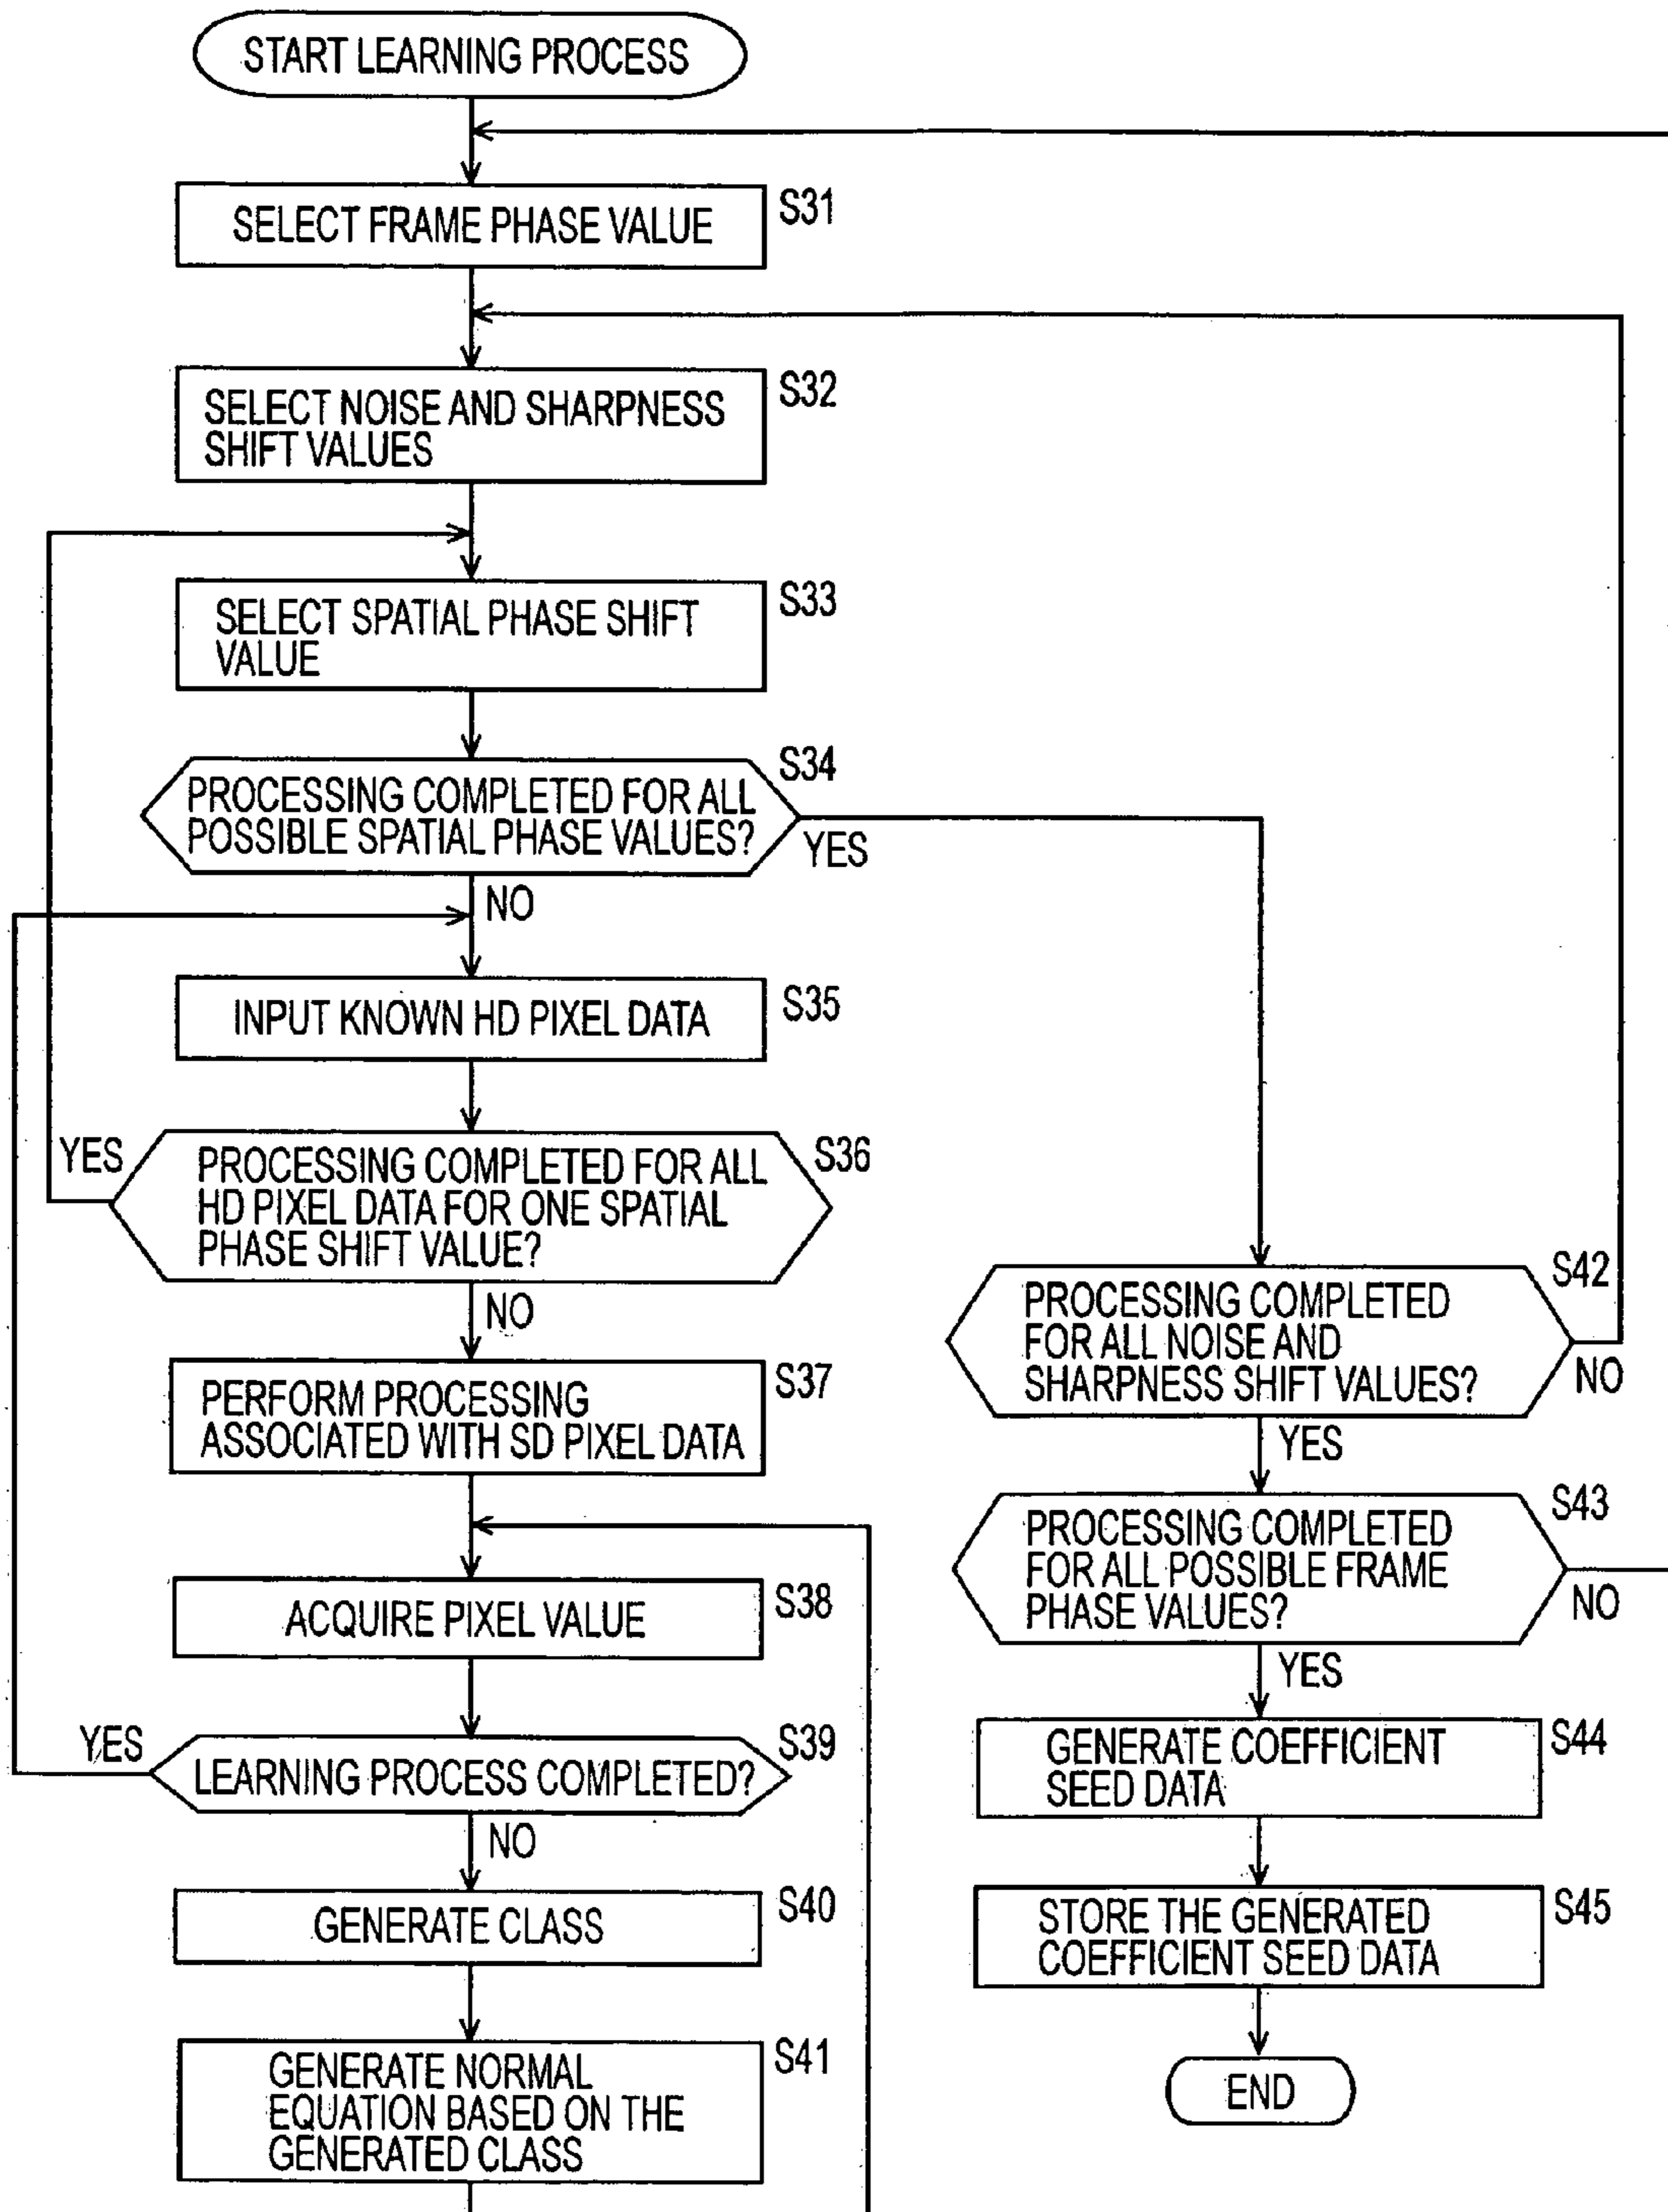 START LEARNING PROCESS
SELECT FRAME PHASE VALUE
S31
SELECT NOISE AND SHARPNESS
SHIFT VALUES
S32
SELECT SPATIAL PHASE SHIFT
VALUE
S33
PROCESSING COMPLETED FOR ALL
POSSIBLE SPATIAL PHASE VALUES?
S34
YES
NO
INPUT KNOWN HD PIXEL DATA
S35
YES
PROCESSING COMPLETED FOR ALL
HD PIXEL DATA FOR ONE SPATIAL
PHASE SHIFT VALUE?
S36
NO
PERFORM PROCESSING
ASSOCIATED WITH SD PIXEL DATA
S37
ACQUIRE PIXEL VALUE
S38
YES
LEARNING PROCESS COMPLETED?
S39
NO
GENERATE CLASS
S40
GENERATE NORMAL
EQUATION BASED ON THE
GENERATED CLASS
S41
PROCESSING COMPLETED
FOR ALL NOISE AND
SHARPNESS SHIFT VALUES?
S42
NO
YES
PROCESSING COMPLETED
FOR ALL POSSIBLE FRAME
PHASE VALUES?
S43
NO
YES
GENERATE COEFFICIENT
SEED DATA
S44
STORE THE GENERATED
COEFFICIENT SEED DATA
S45
END